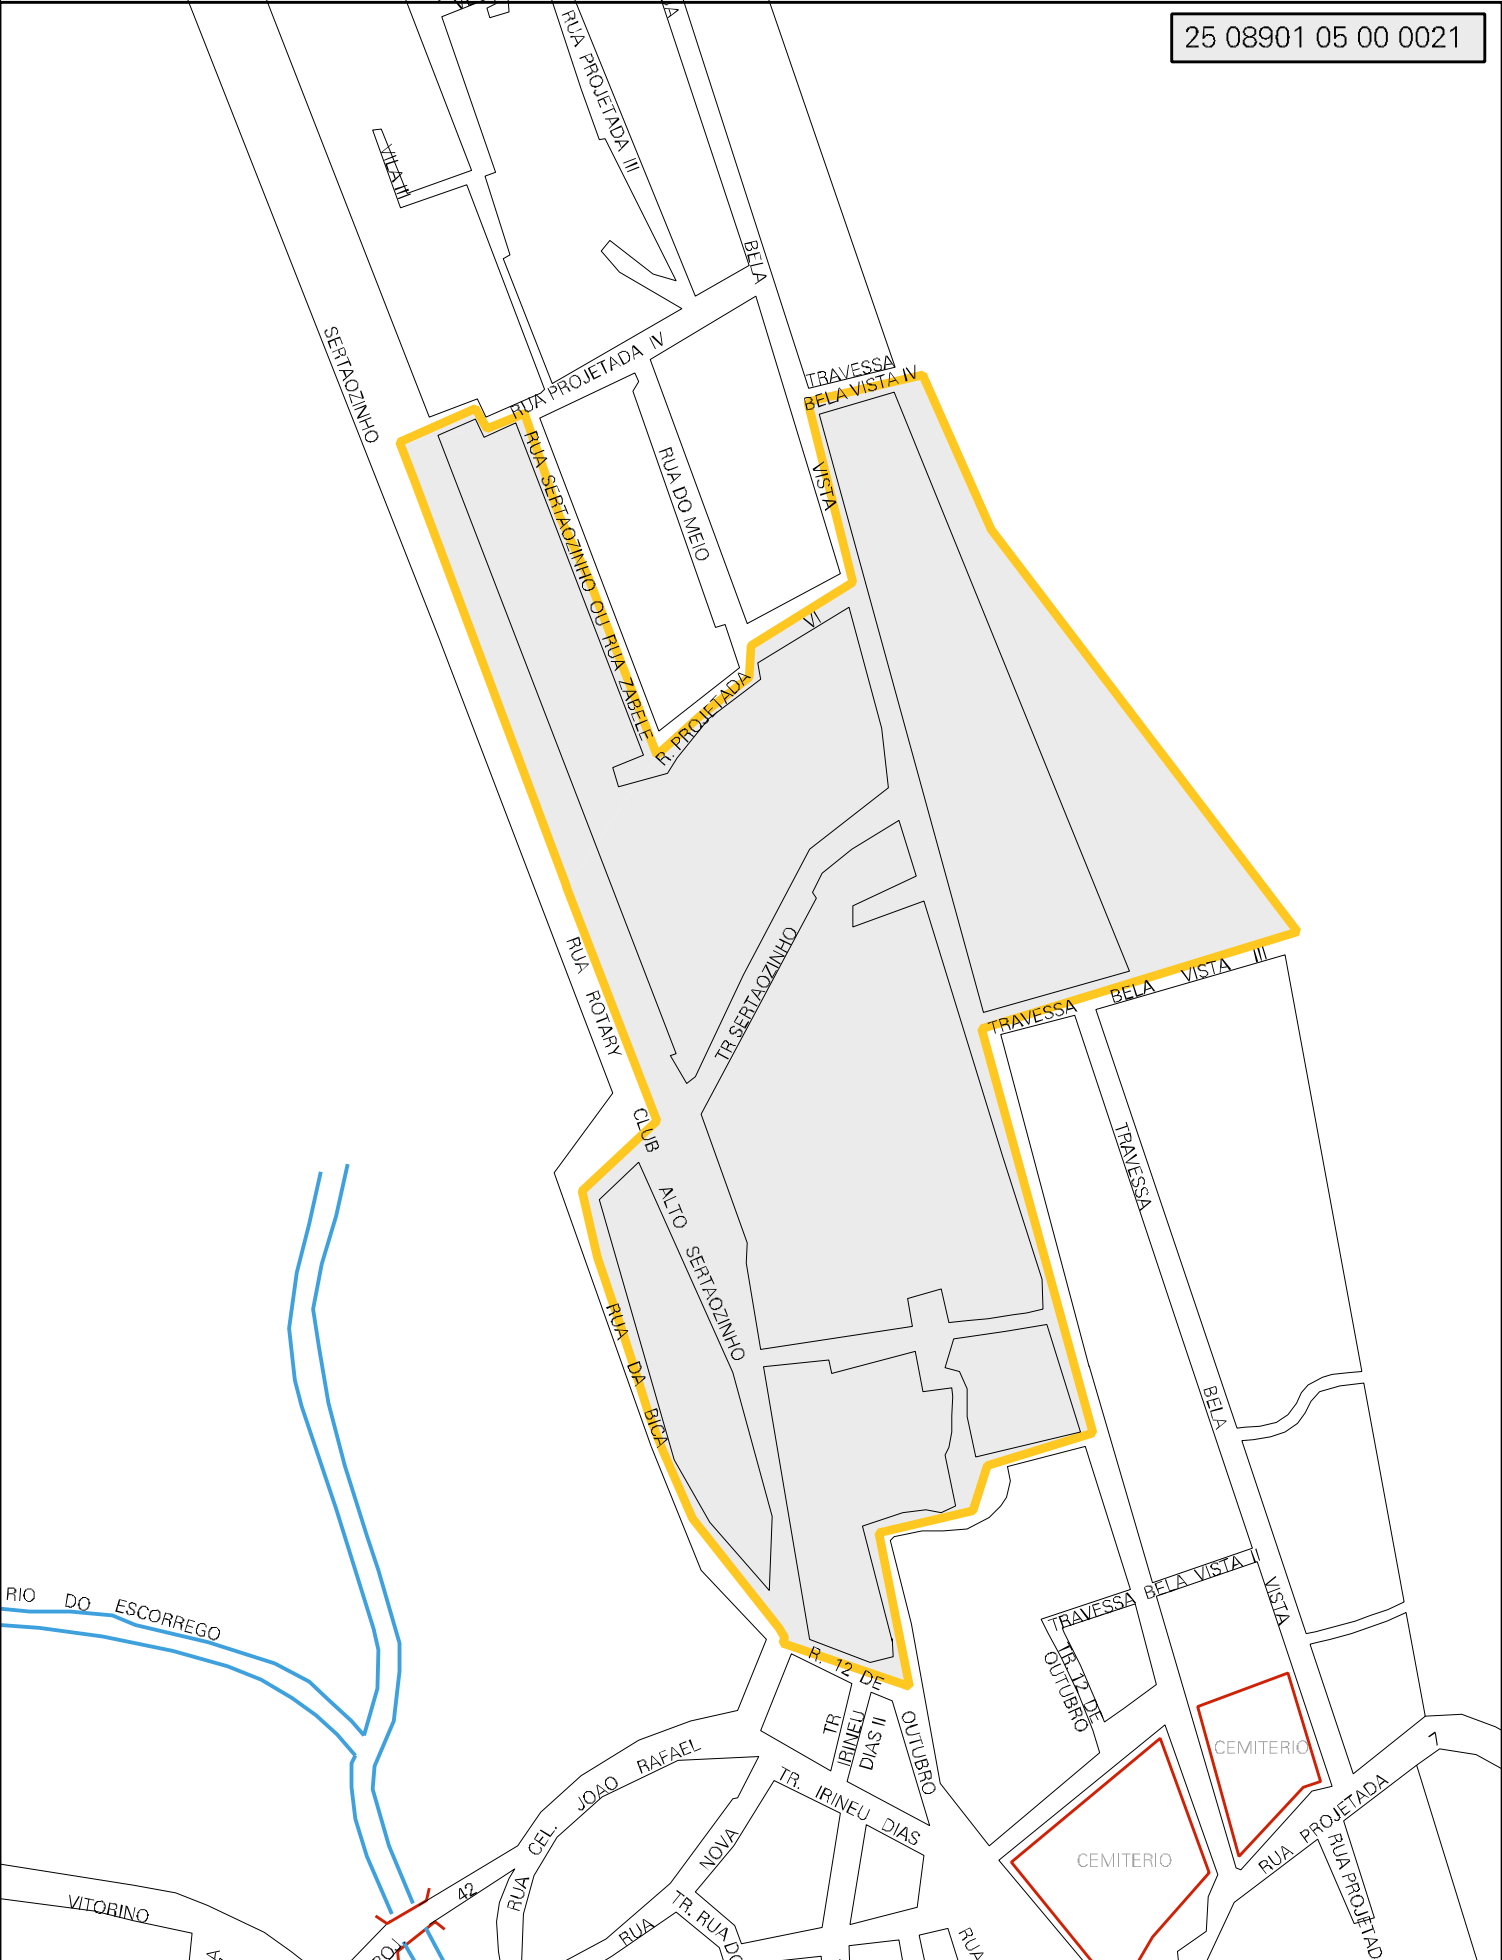 25 08901 05 00 0021
RUA PROJETADA III
VILA III
BELA
SERTAOZINHO
RUA PROJETADA IV
TRAVESSA
BELA VISTA IV
RUA SERTAOZINHO OU RUA ZABELE
RUA DO MEIO
VISTA
R. PROJETADA VI
RUA ROTARY CLUB
TR SERTAOZINHO
TRAVESSA BELA VISTA III
ALTO SERTAOZINHO
TRAVESSA BELA VISTA
RUA DA BICA
RIO DO ESCORREGO
TRAVESSA BELA VISTA II
R. 12 DE OUTUBRO
TR. 12 DE
OUTUBRO
TR.
IRINEU
DIAS II
CEMITERIO
CEMITERIO
RUA CEL. JOAO RAFAEL
TR. IRINEU DIAS
RUA PROJETADA 7
RUA PROJETAD
RUA NOVA
TR. RUA DO
RUA
VITORINO
42